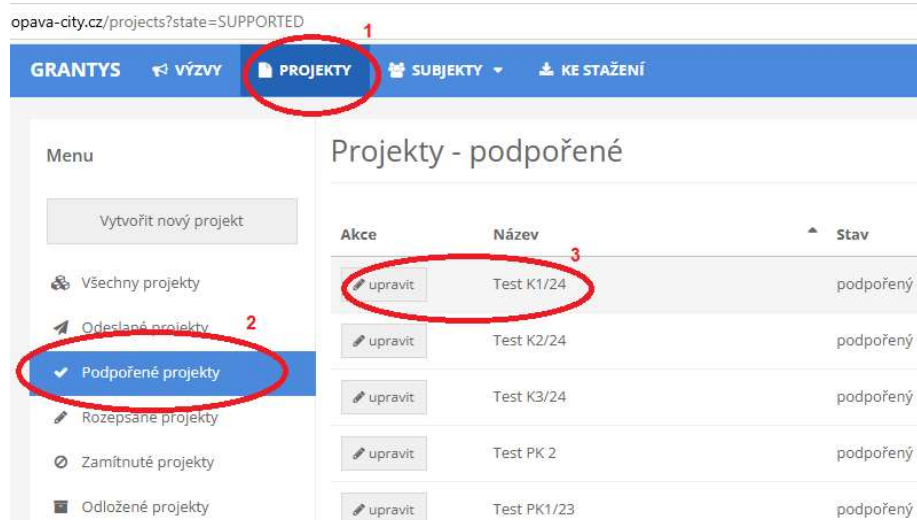 opava-city.cz/projects?state=SUPPORTED
1
GRANTYS VÝZVY PROJEKTY SUBJEKTY KE STAŽENÍ
Menu
Vytvořit nový projekt
Všechny projekty
Odeslané projekty
2
Podpořené projekty
Rozepsané projekty
Zamítnuté projekty
Odložené projekty
Projekty - podpořené
Akce Název Stav
3
upravit Test K1/24 podpořený
upravit Test K2/24 podpořený
upravit Test K3/24 podpořený
upravit Test PK 2 podpořený
upravit Test PK1/23 podpořený